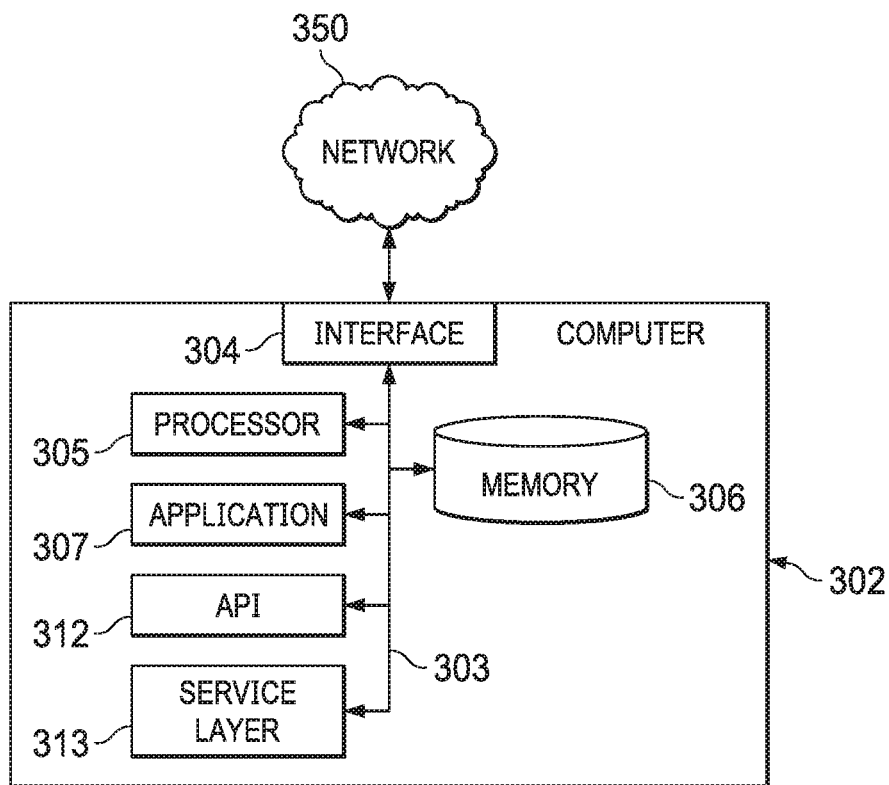 350
NETWORK
304
INTERFACE
COMPUTER
305
PROCESSOR
MEMORY
306
307
APPLICATION
302
312
API
303
313
SERVICE
LAYER